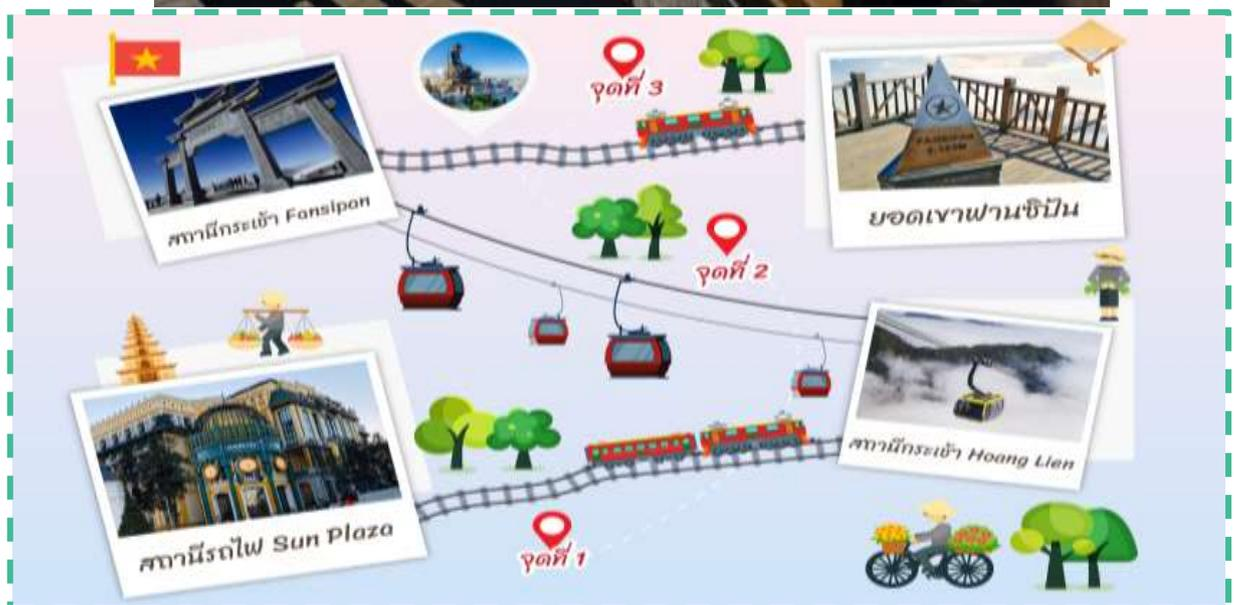 จุดที่ 3
สถานีกระเช้า Fansipan
FANSIPAN
3.143M
ยอดเขาฟานซิปัน
จุดที่ 2
สถานีกระเช้า Hoang Lien
สถานีรถไฟ Sun Plaza
จุดที่ 1